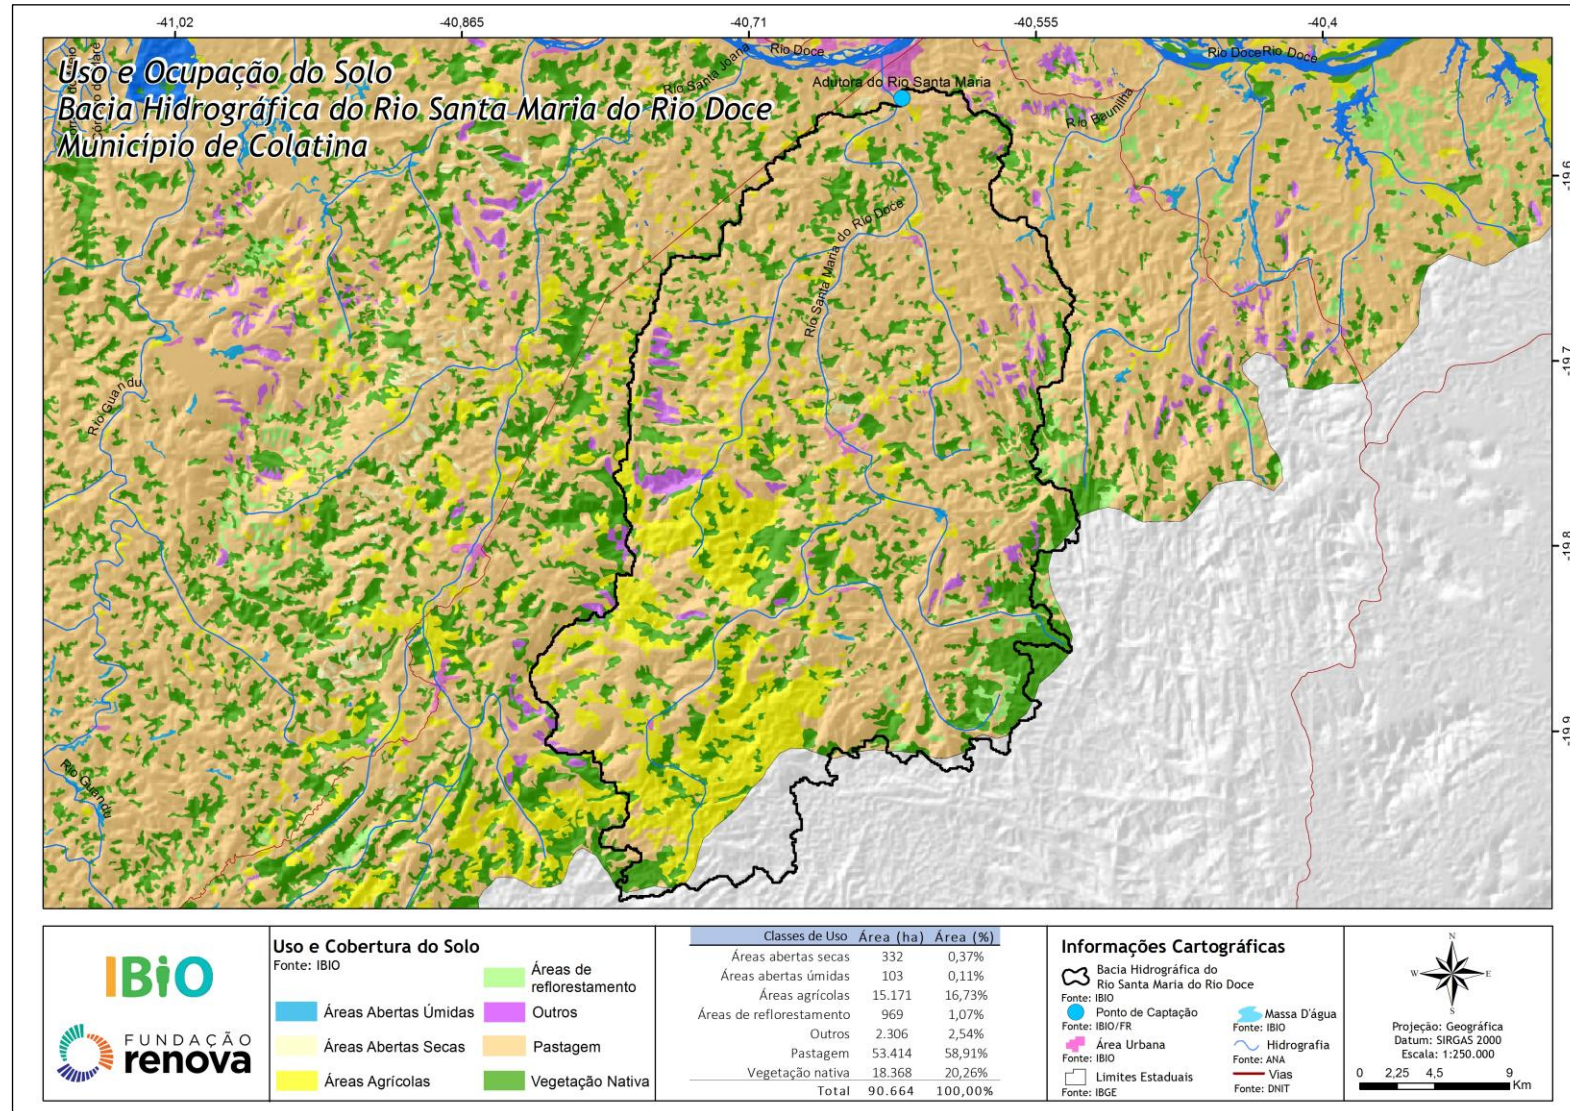 -41,02 -40,865 -40,71 -40,555 -40,4
Uso e Ocupação do Solo
Bacia Hidrográfica do Rio Santa Maria do Rio Doce
Município de Colatina
Rio Santa Joana
Rio Doce
Adutora do Rio Santa Maria
Rio Baunilha
Rio Doce
Rio Doce
Rio Santa Maria do Rio Doce
Rio Guandu
Rio Guandu
-19,6
-19,7
-19,8
-19,9
IBiO
FUNDAÇÃO
renova
Uso e Cobertura do Solo
Fonte: IBIO
Áreas Abertas Úmidas
Áreas Abertas Secas
Áreas Agrícolas
Áreas de
reflorestamento
Outros
Pastagem
Vegetação Nativa
Classes de Uso Área (ha) Área (%)
Áreas abertas secas 332 0,37%
Áreas abertas úmidas 103 0,11%
Áreas agrícolas 15.171 16,73%
Áreas de reflorestamento 969 1,07%
Outros 2.306 2,54%
Pastagem 53.414 58,91%
Vegetação nativa 18.368 20,26%
Total 90.664 100,00%
Informações Cartográficas
Bacia Hidrográfica do
Rio Santa Maria do Rio Doce
Fonte: IBIO
Ponto de Captação
Fonte: IBIO/FR
Área Urbana
Fonte: IBIO
Limites Estaduais
Fonte: IBGE
Massa D'água
Fonte: IBIO
Hidrografia
Fonte: ANA
Vias
Fonte: DNIT
N
W E
S
Projeção: Geográfica
Datum: SIRGAS 2000
Escala: 1:250.000
0 2,25 4,5 9
Km